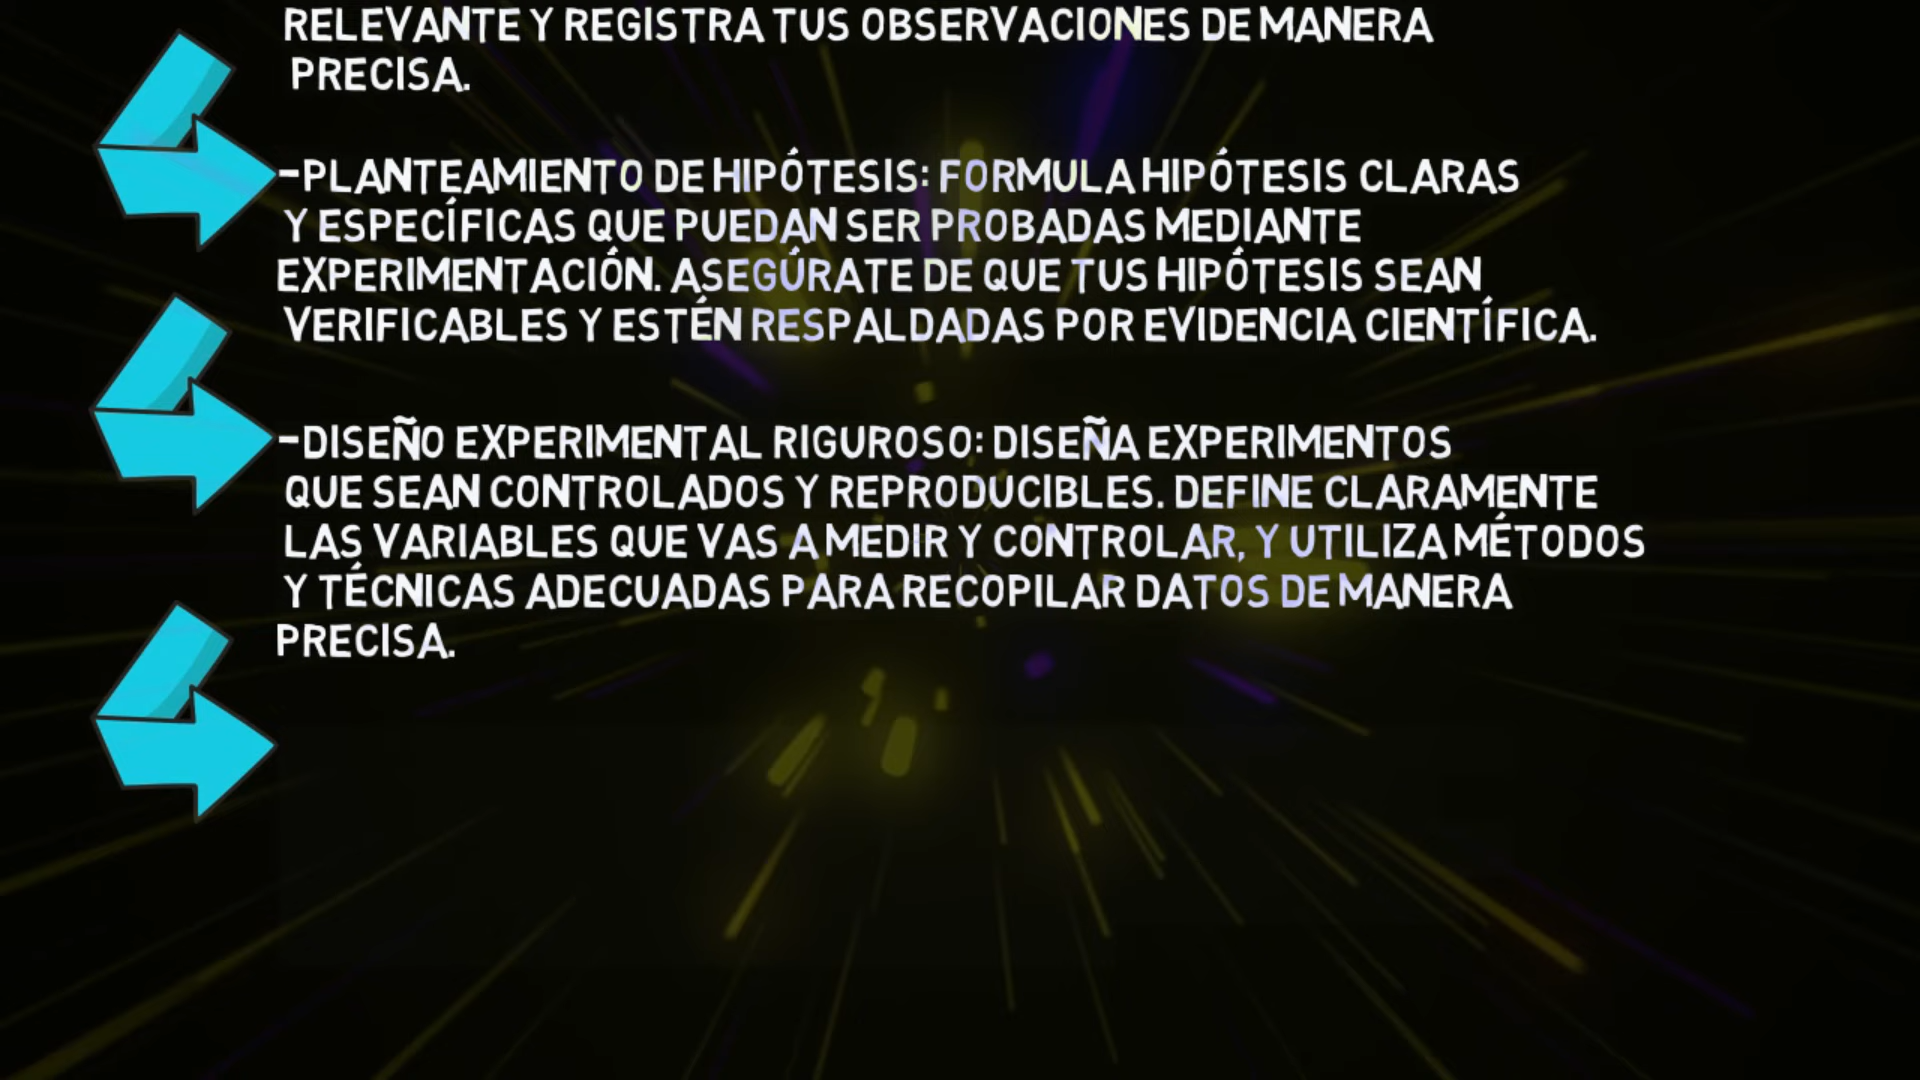 RELEVANTE Y REGISTRA TUS OBSERVACIONES DE MANERA
PRECISA.
-PLANTEAMIENTO DE HIPÓTESIS: FORMULA HIPÓTESIS CLARAS
Y ESPECÍFICAS QUE PUEDAN SER PROBADAS MEDIANTE
EXPERIMENTACIÓN. ASEGÚRATE DE QUE TUS HIPÓTESIS SEAN
VERIFICABLES Y ESTÉN RESPALDADAS POR EVIDENCIA CIENTÍFICA.
-DISEÑO EXPERIMENTAL RIGUROSO: DISEÑA EXPERIMENTOS
QUE SEAN CONTROLADOS Y REPRODUCIBLES. DEFINE CLARAMENTE
LAS VARIABLES QUE VAS A MEDIR Y CONTROLAR, Y UTILIZA MÉTODOS
Y TÉCNICAS ADECUADAS PARA RECOPILAR DATOS DE MANERA
PRECISA.